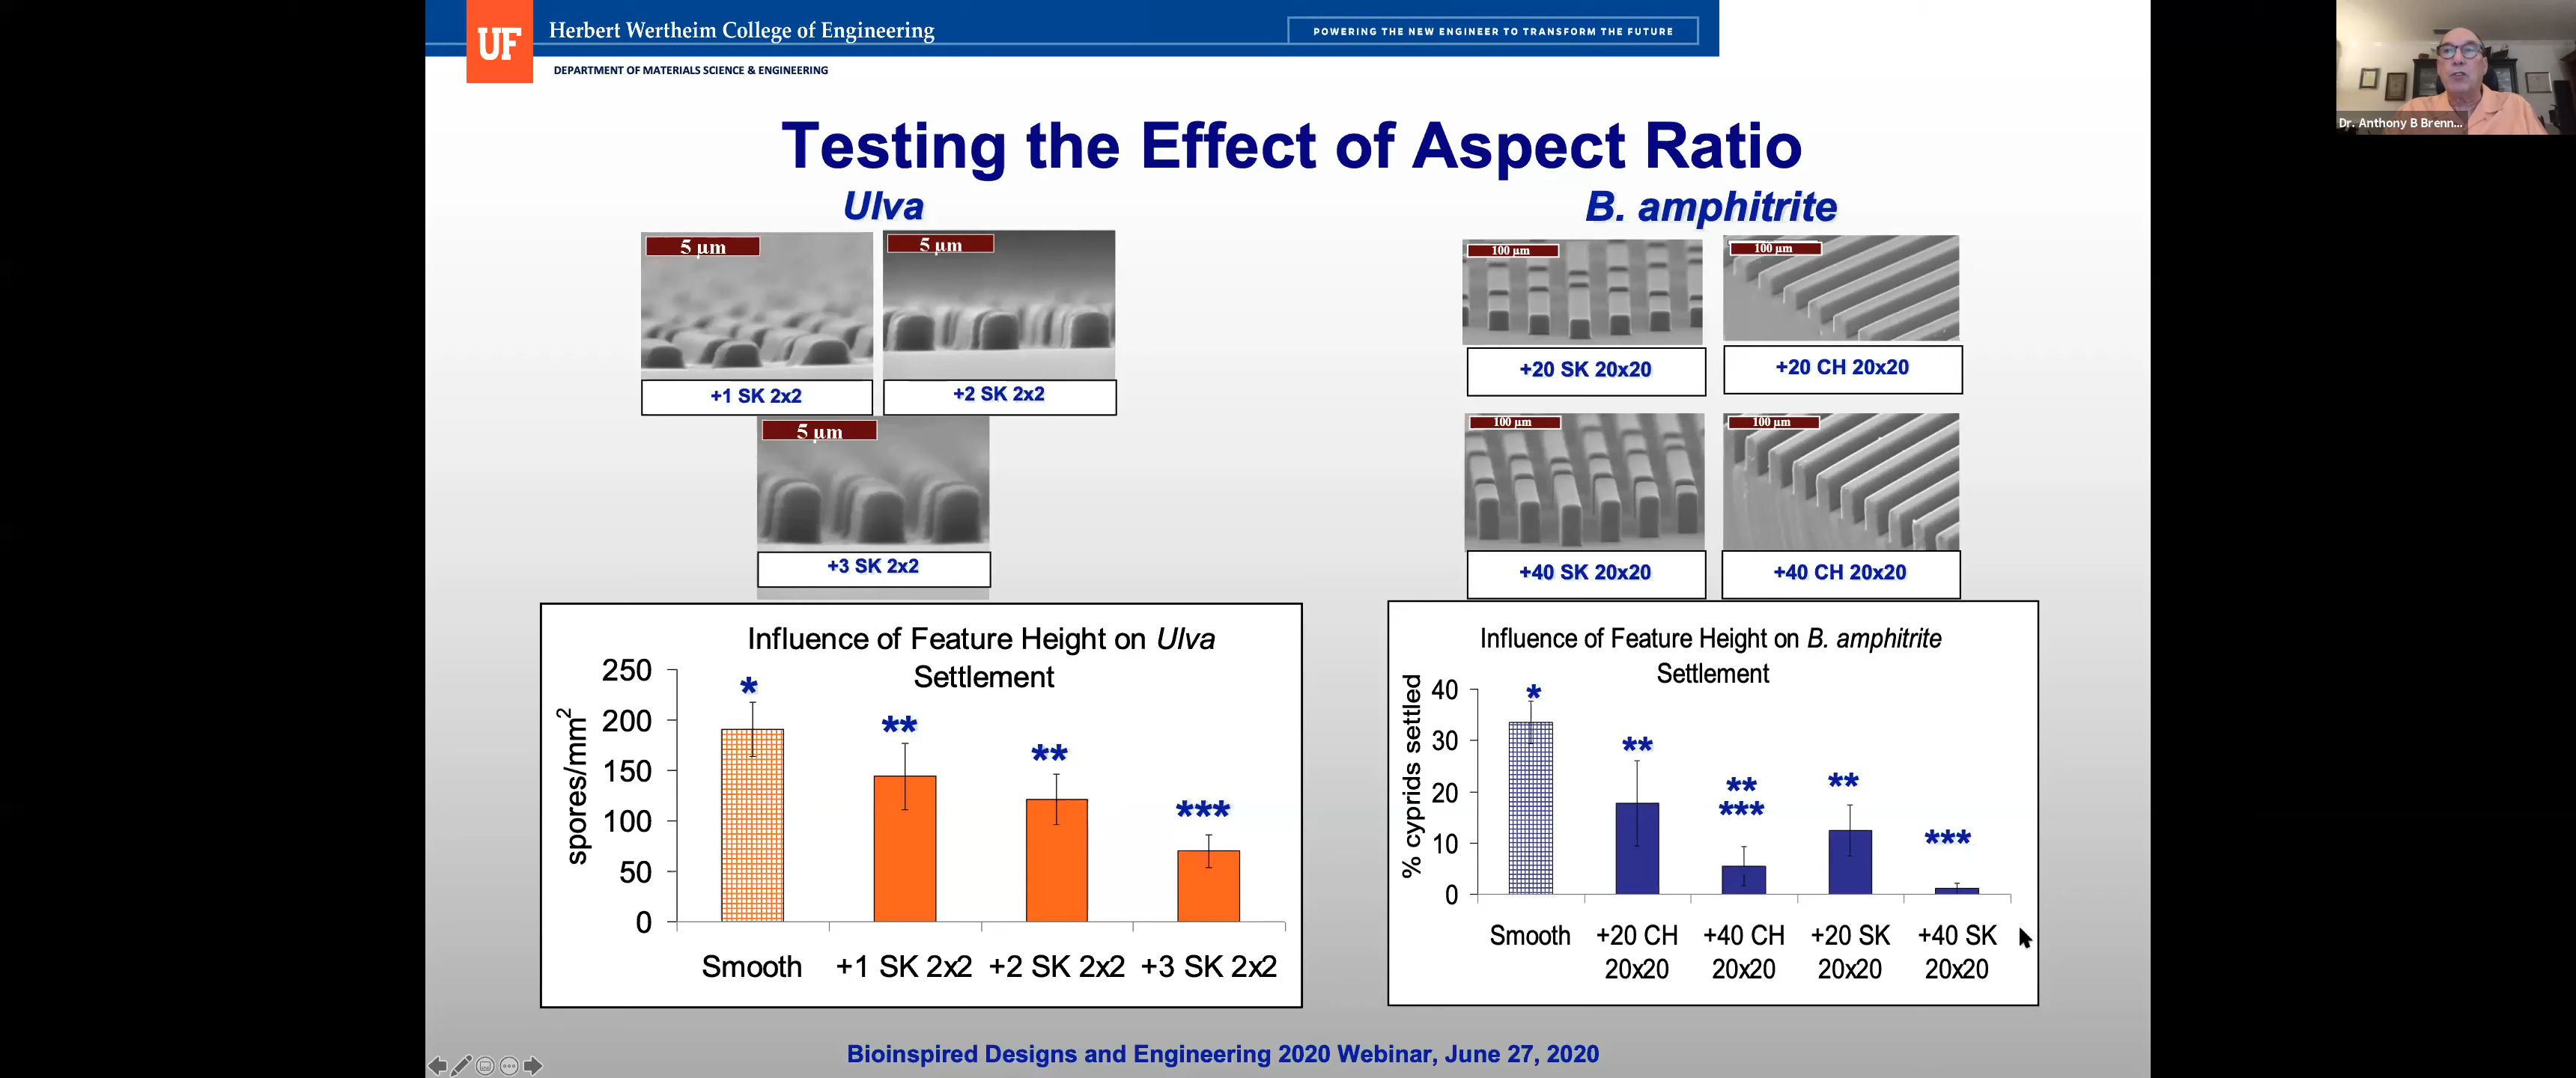 UF
Herbert Wertheim College of Engineering
POWERING THE NEW ENGINEER TO TRANSFORM THE FUTURE
DEPARTMENT OF MATERIALS SCIENCE & ENGINEERING
Dr. Anthony B Brenn...
Testing the Effect of Aspect Ratio
Ulva
5 µm
5 µm
+1 SK 2x2
+2 SK 2x2
5 µm
+3 SK 2x2
B. amphitrite
100 µm
100 µm
+20 SK 20x20
+20 CH 20x20
100 µm
100 µm
+40 SK 20x20
+40 CH 20x20
Influence of Feature Height on Ulva
Settlement
spores/mm²
250
200
150
100
50
0
*
**
**
***
Smooth
+1 SK 2x2
+2 SK 2x2
+3 SK 2x2
Influence of Feature Height on B. amphitrite
Settlement
% cyprids settled
40
30
20
10
0
*
**
**
***
**
***
Smooth
+20 CH
20x20
+40 CH
20x20
+20 SK
20x20
+40 SK
20x20
Bioinspired Designs and Engineering 2020 Webinar, June 27, 2020